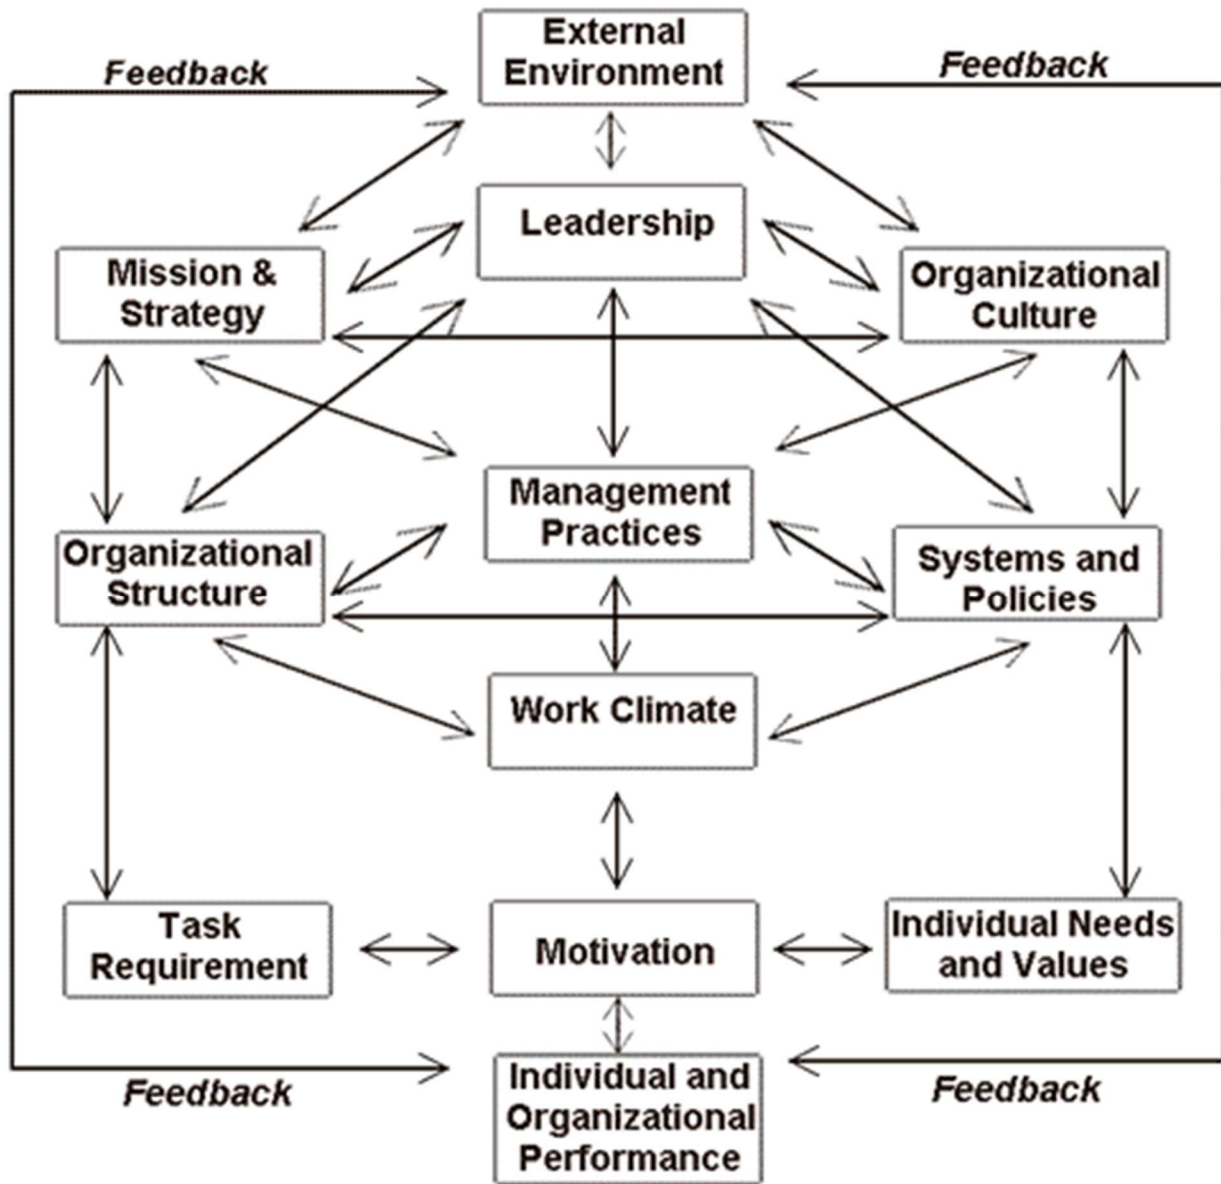 External
Environment
Feedback
Feedback
Leadership
Mission &
Strategy
Organizational
Culture
Management
Practices
Organizational
Structure
Systems and
Policies
Work Climate
Task
Requirement
Motivation
Individual Needs
and Values
Feedback
Individual and
Organizational
Performance
Feedback